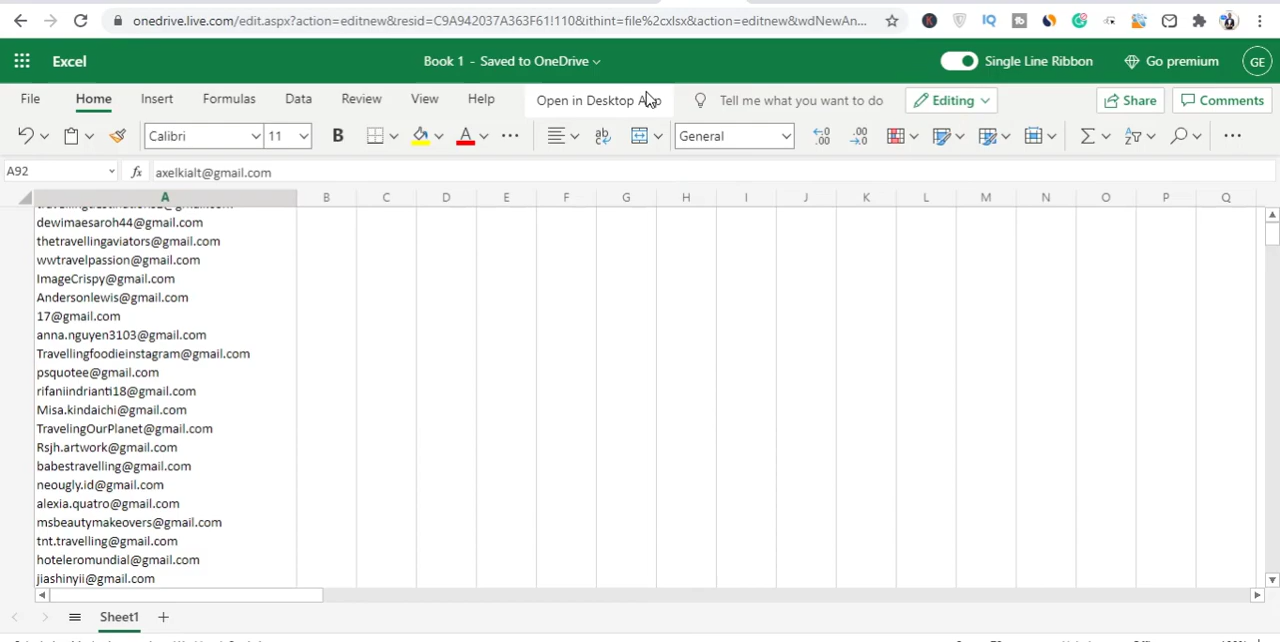 onedrive.live.com/edit.aspx?action=editnew&resid=C9A942037A363F61!110&ithint=file%2cxlsx&action=editnew&wdNewAn...
Excel
Book 1 - Saved to OneDrive
Single Line Ribbon
Go premium
GE
File
Home
Insert
Formulas
Data
Review
View
Help
Open in Desktop App
Tell me what you want to do
Editing
Share
Comments
Calibri
11
B
A
General
A92
fx
axelkialt@gmail.com
A B C D E F G H I J K L M N O P Q
dewimaesaroh44@gmail.com
thetravellingaviators@gmail.com
wwtravelpassion@gmail.com
ImageCrispy@gmail.com
Andersonlewis@gmail.com
17@gmail.com
anna.nguyen3103@gmail.com
Travellingfoodieinstagram@gmail.com
psquotee@gmail.com
rifaniindrianti18@gmail.com
Misa.kindaichi@gmail.com
TravelingOurPlanet@gmail.com
Rsjh.artwork@gmail.com
babestravelling@gmail.com
neougly.id@gmail.com
alexia.quatro@gmail.com
msbeautymakeovers@gmail.com
tnt.travelling@gmail.com
hoteleromundial@gmail.com
jiashinyii@gmail.com
Sheet1